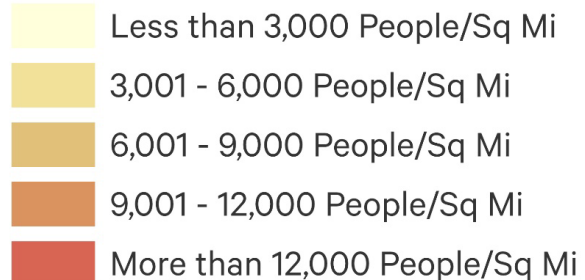 Less than 3,000 People/Sq Mi
3,001 - 6,000 People/Sq Mi
6,001 - 9,000 People/Sq Mi
9,001 - 12,000 People/Sq Mi
More than 12,000 People/Sq Mi